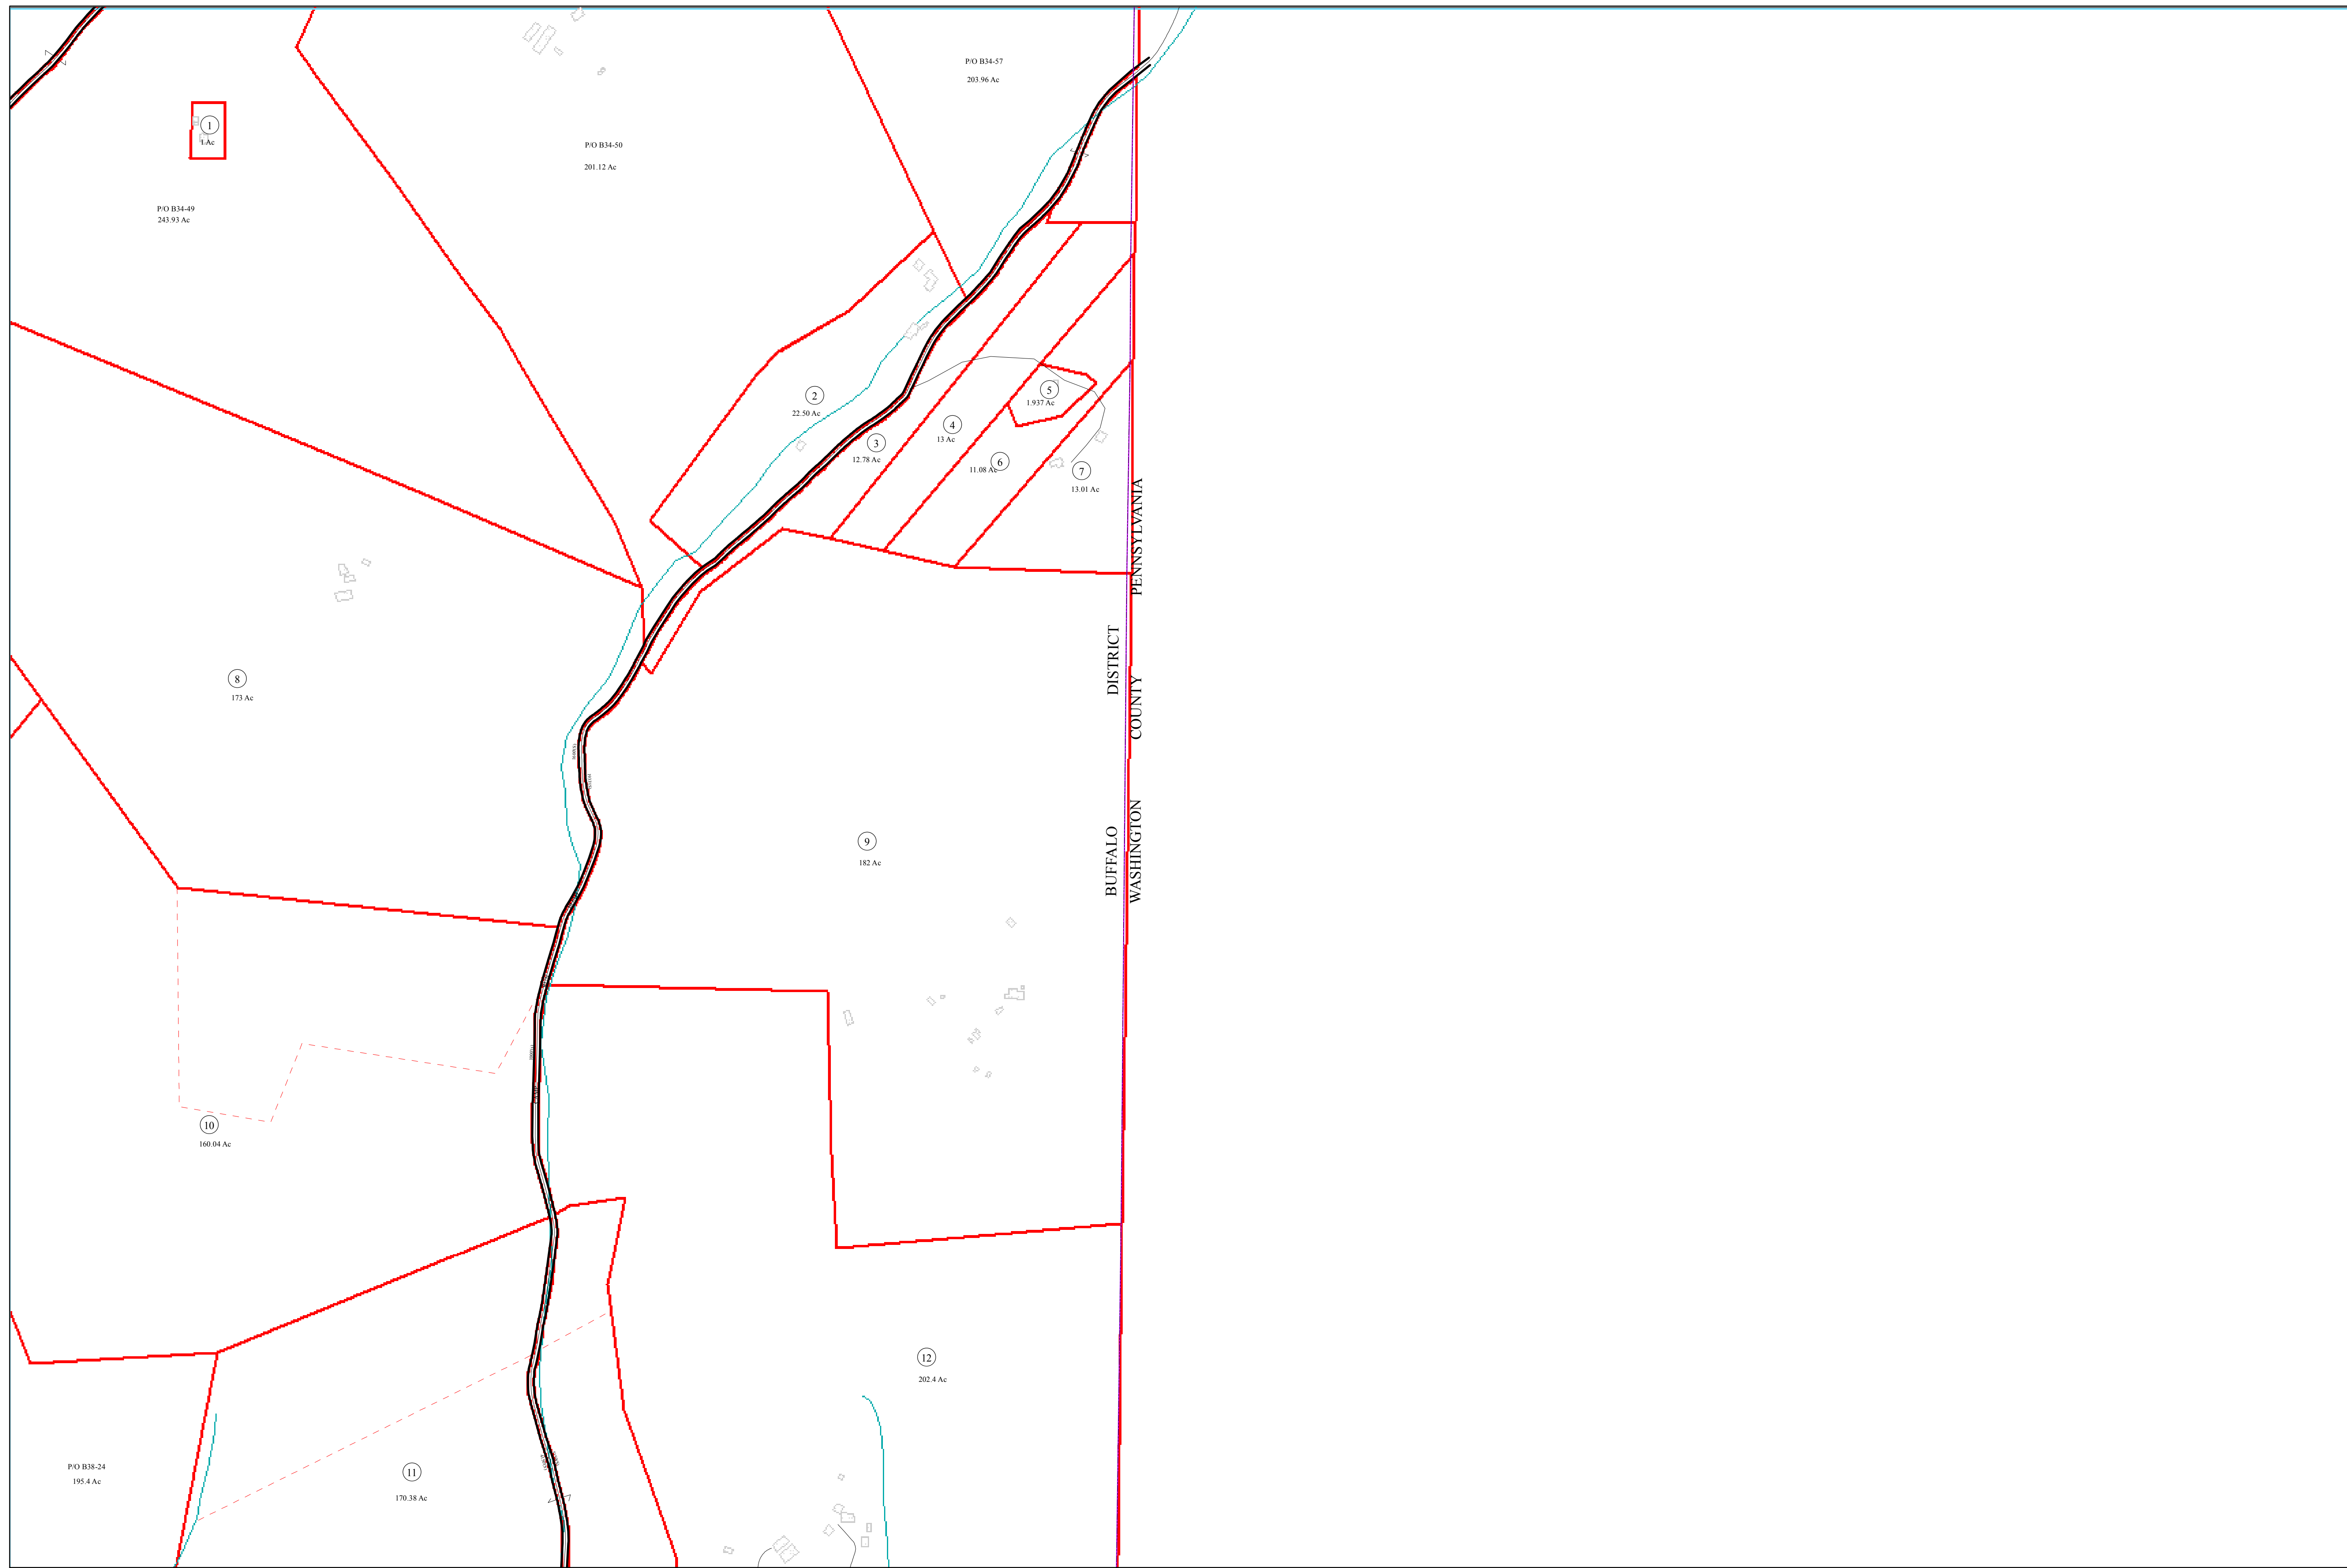 P/O B34-57
203.96 Ac
1
1 Ac
P/O B34-50
201.12 Ac
P/O B34-49
243.93 Ac
2
22.50 Ac
3
12.78 Ac
4
13 Ac
5
1.937 Ac
6
11.08 Ac
7
13.01 Ac
PENNSYLVANIA
DISTRICT
COUNTY
BUFFALO
WASHINGTON
8
173 Ac
9
182 Ac
10
160.04 Ac
12
202.4 Ac
P/O B38-24
195.4 Ac
11
170.38 Ac